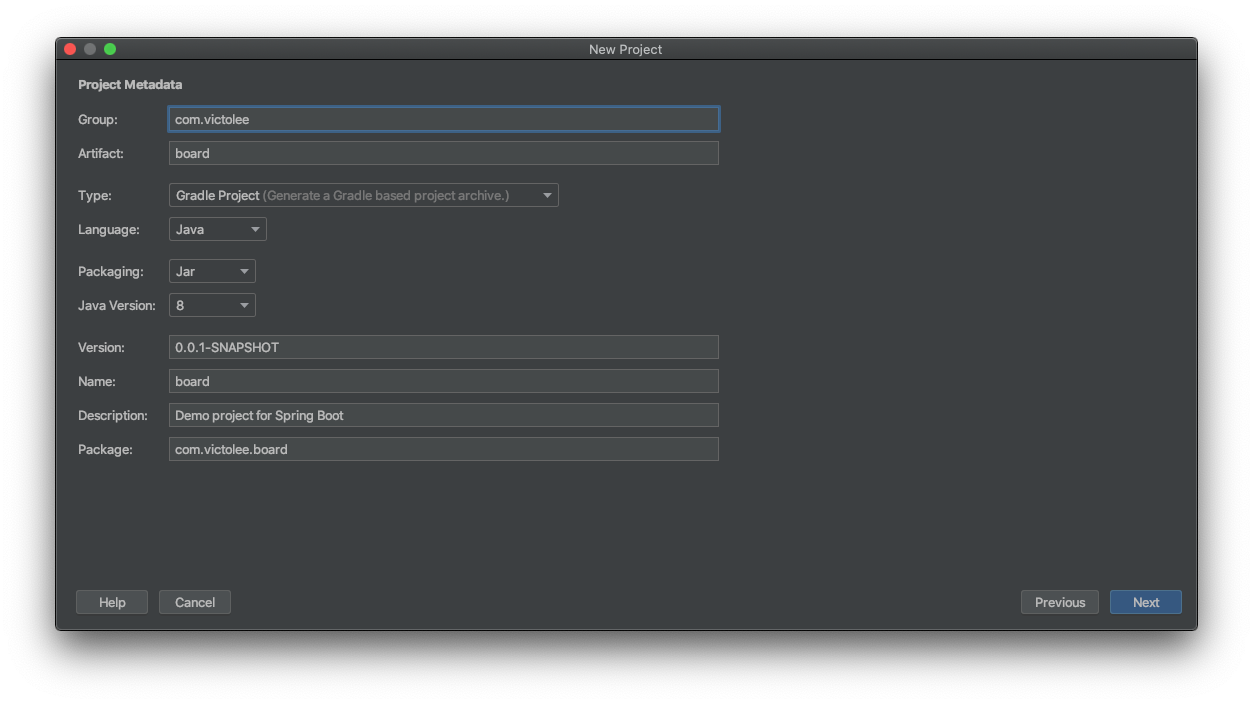 New Project
Project Metadata
Group: com.victolee
Artifact: board
Type: Gradle Project (Generate a Gradle based project archive.)
Language: Java
Packaging: Jar
Java Version: 8
Version: 0.0.1-SNAPSHOT
Name: board
Description: Demo project for Spring Boot
Package: com.victolee.board
Help Cancel Previous Next